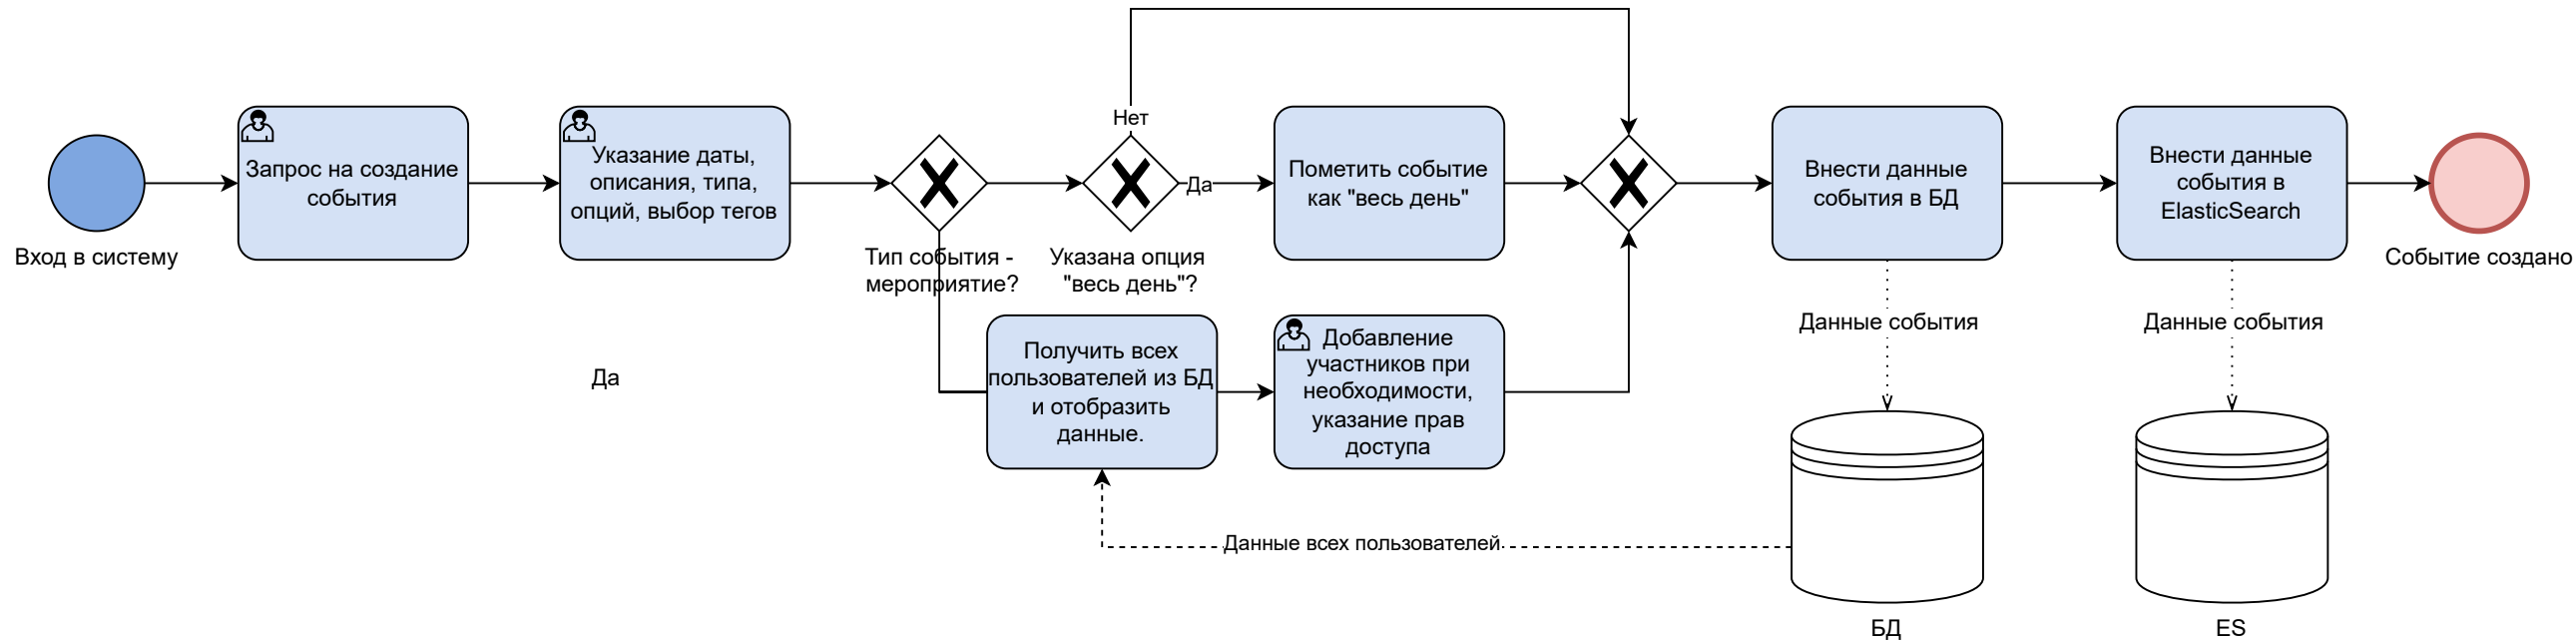 Нет
Запрос на создание
события
Указание даты,
описания, типа,
опций, выбор тегов
Да
Пометить событие
как "весь день"
Внести данные
события в БД
Внести данные
события в
ElasticSearch
Вход в систему
Тип события -
мероприятие?
Указана опция
"весь день"?
Событие создано
Данные события
Данные события
Да
Получить всех
пользователей из БД
и отобразить
данные.
Добавление
участников при
необходимости,
указание прав
доступа
Данные всех пользователей
БД
ES